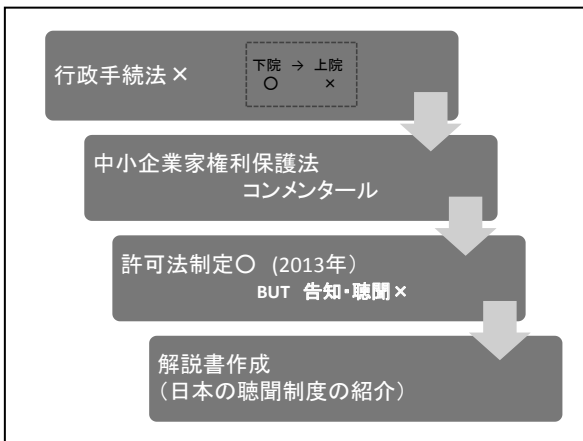 行政手続法×
下院 → 上院
○ ×
中小企業家権利保護法
コンメンタール
許可法制定○ (2013年)
BUT 告知・聴聞×
解説書作成
（日本の聴聞制度の紹介）